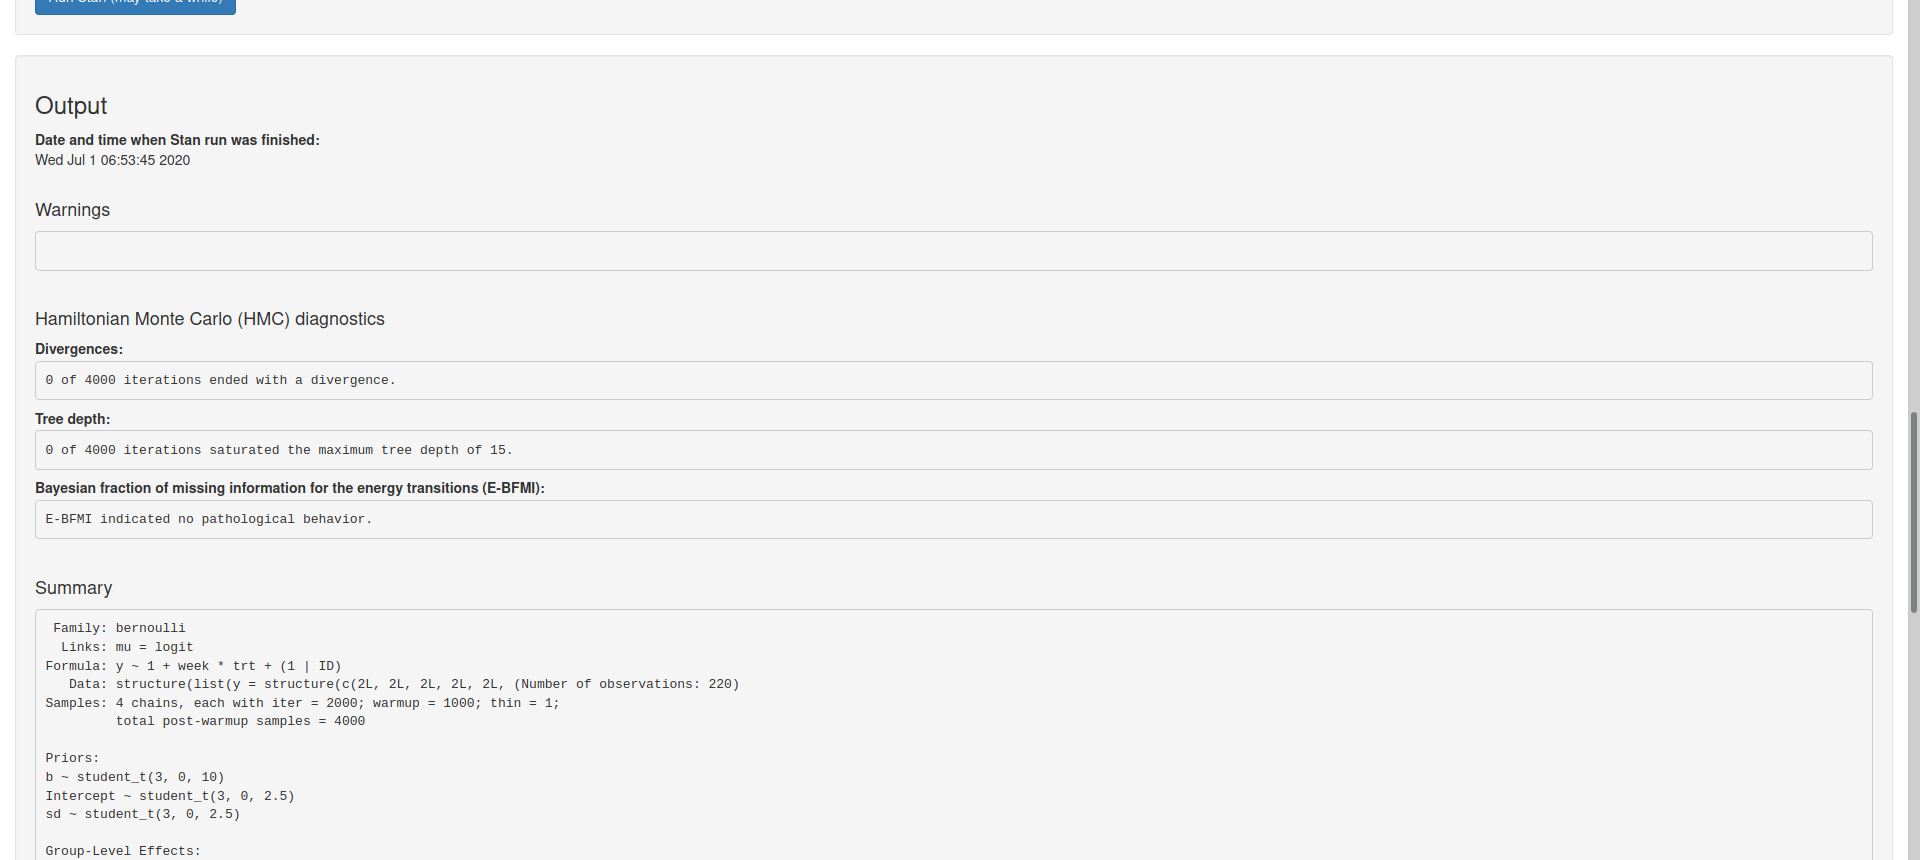 Run Stan (may take a while)
Output
Date and time when Stan run was finished:
Wed Jul 1 06:53:45 2020
Warnings
Hamiltonian Monte Carlo (HMC) diagnostics
Divergences:
0 of 4000 iterations ended with a divergence.
Tree depth:
0 of 4000 iterations saturated the maximum tree depth of 15.
Bayesian fraction of missing information for the energy transitions (E-BFMI):
E-BFMI indicated no pathological behavior.
Summary
Family: bernoulli
Links: mu = logit
Formula: y ~ 1 + week * trt + (1 | ID)
Data: structure(list(y = structure(c(2L, 2L, 2L, 2L, 2L, (Number of observations: 220)
Samples: 4 chains, each with iter = 2000; warmup = 1000; thin = 1;
total post-warmup samples = 4000
Priors:
b ~ student_t(3, 0, 10)
Intercept ~ student_t(3, 0, 2.5)
sd ~ student_t(3, 0, 2.5)
Group-Level Effects: